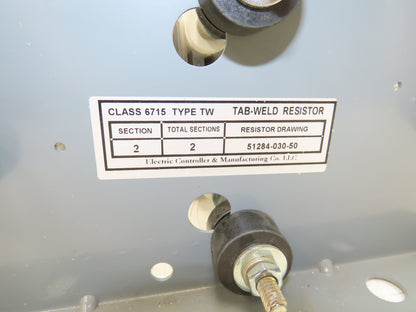 CLASS 6715 TYPE TW TAB-WELD RESISTOR
SECTION TOTAL SECTIONS RESISTOR DRAWING
2 2 51284-030-50
Electric Controller & Manufacturing Co. LLC